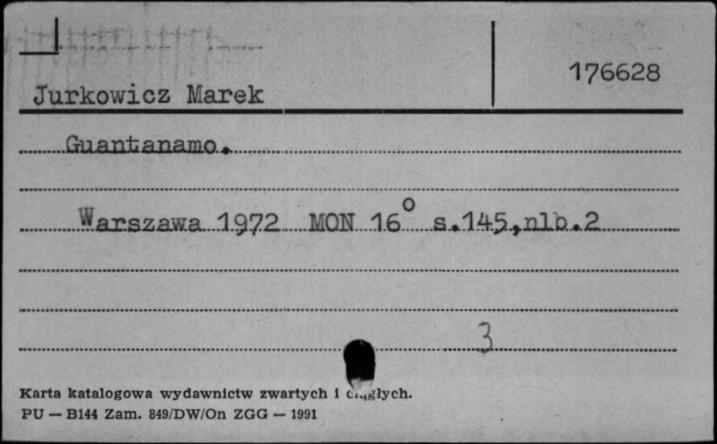 176628
Jurkowicz Marek
Guantanamo.
Warszawa 1972 MON 16° s.145,nlb.2
3
Karta katalogowa wydawnictw zwartych i ciągłych.
PU — B144 Zam. 849/DW/On ZGG — 1991